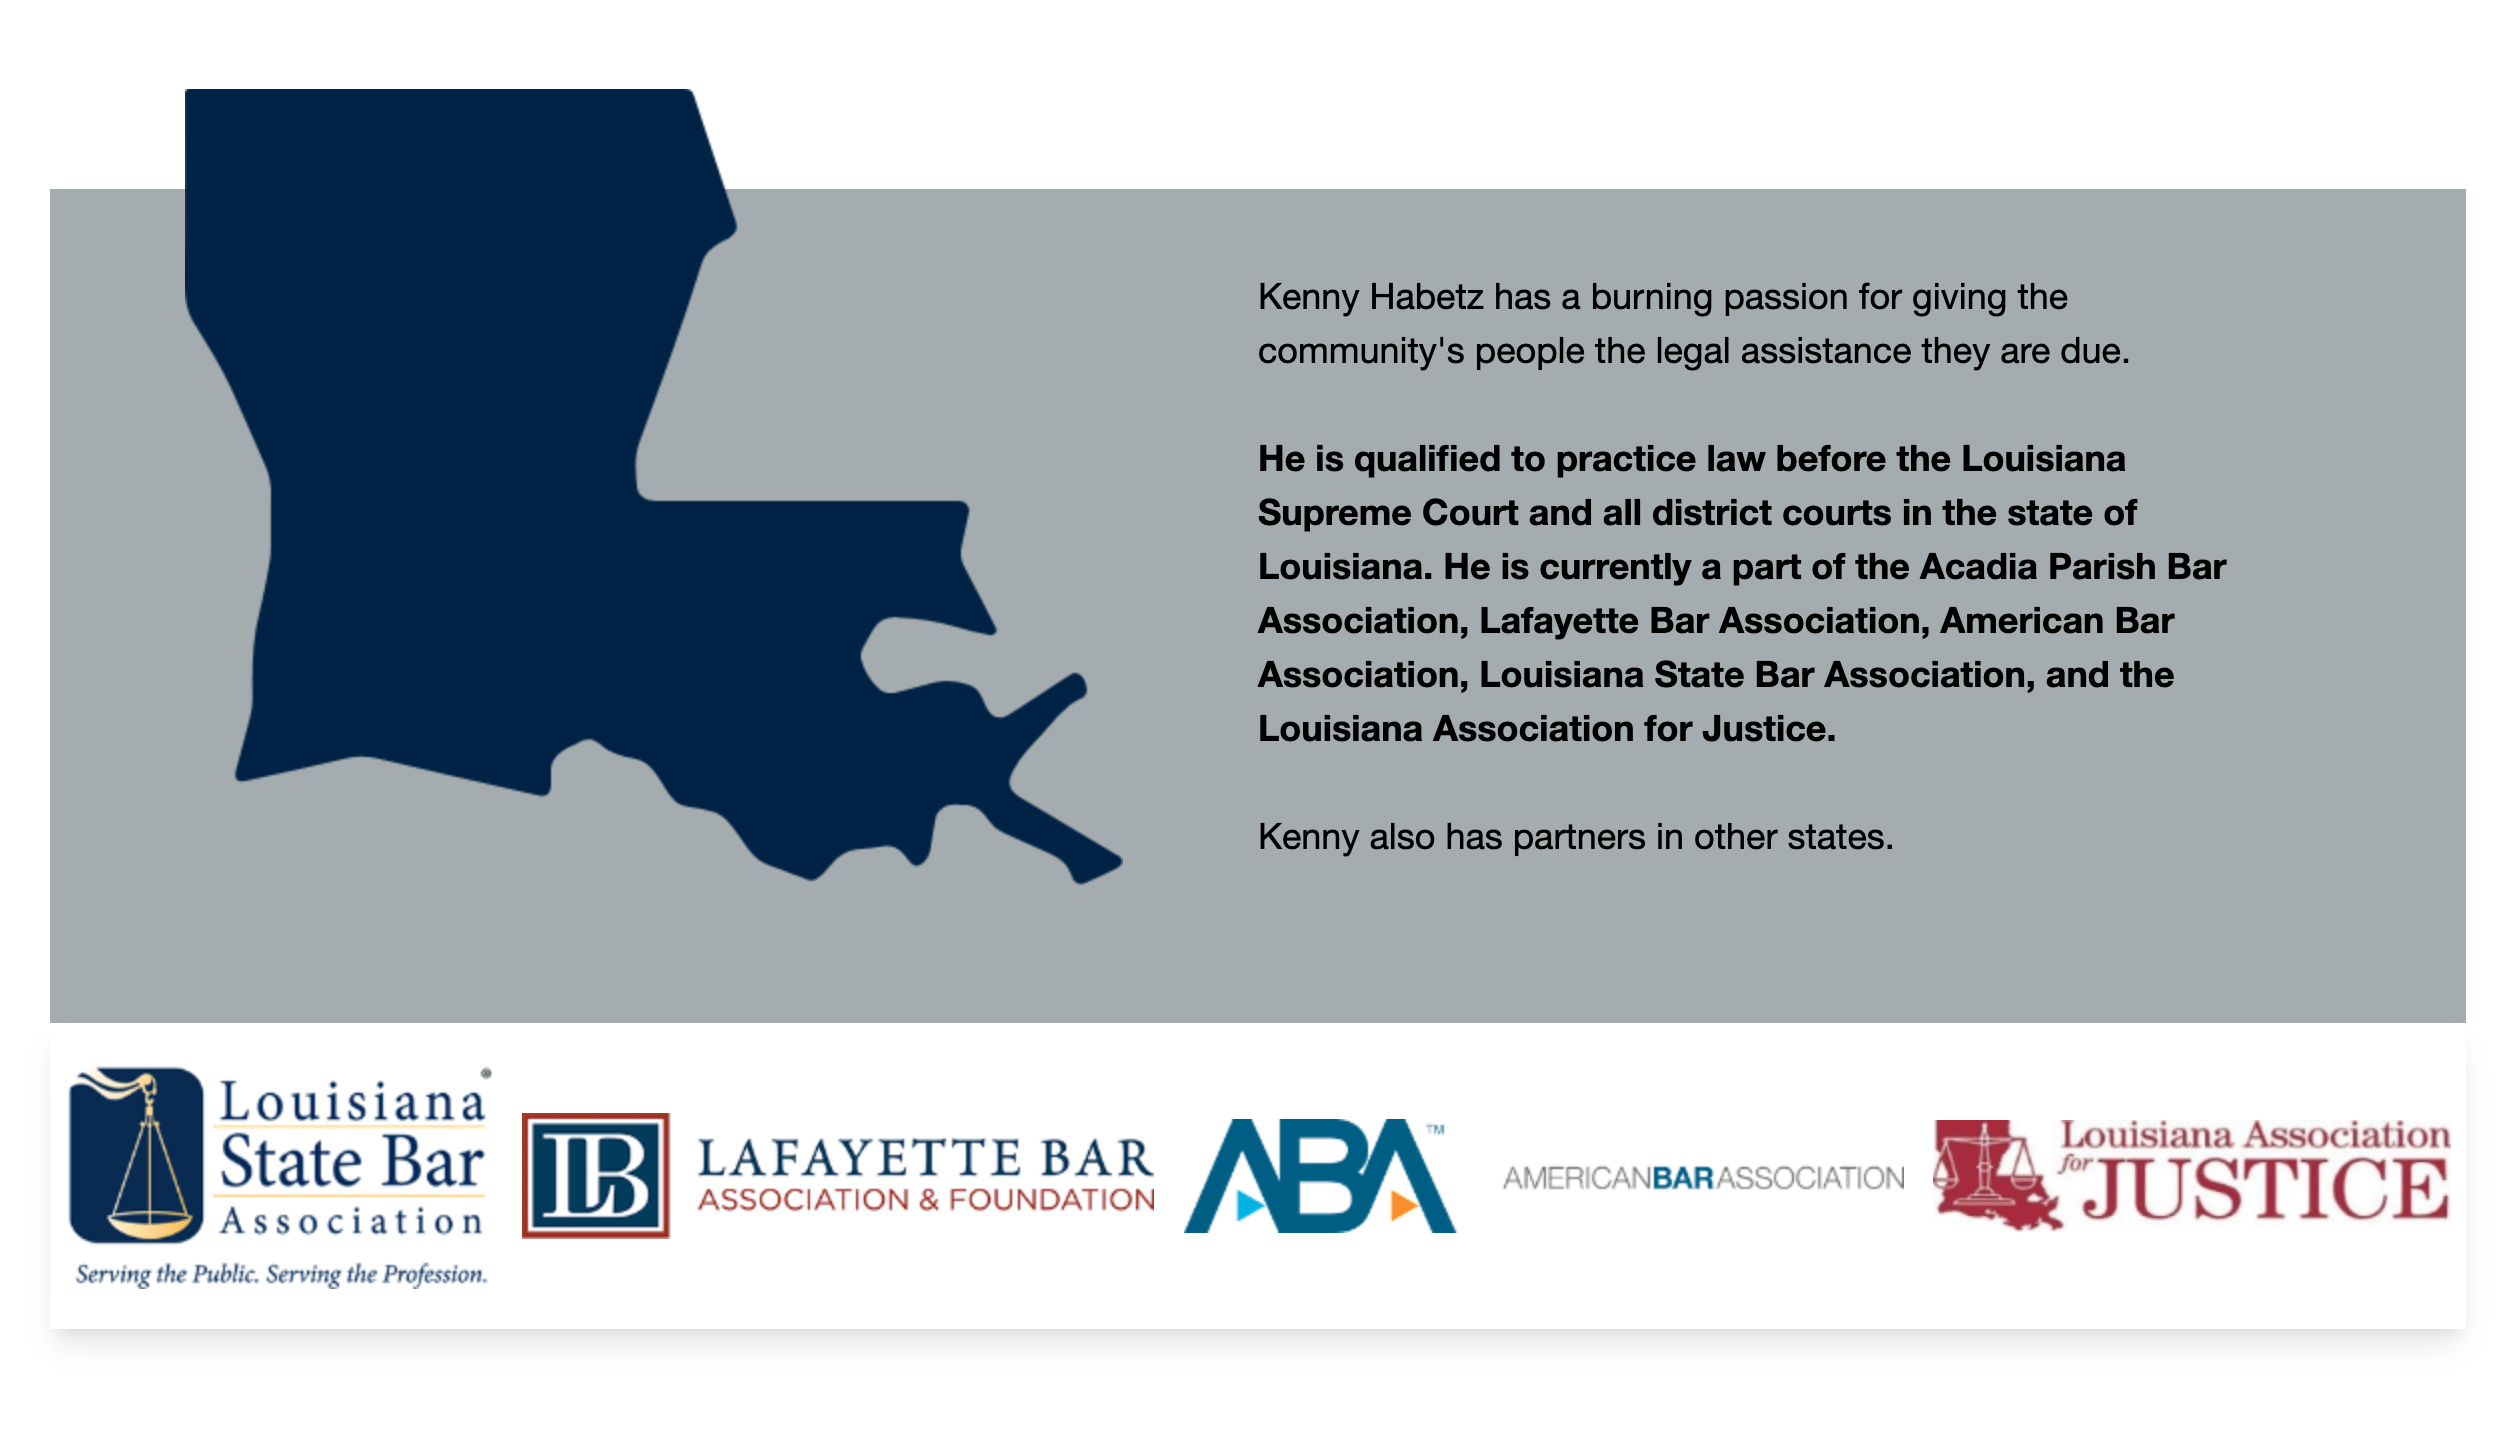 Kenny Habetz has a burning passion for giving the
community's people the legal assistance they are due.
He is qualified to practice law before the Louisiana
Supreme Court and all district courts in the state of
Louisiana. He is currently a part of the Acadia Parish Bar
Association, Lafayette Bar Association, American Bar
Association, Louisiana State Bar Association, and the
Louisiana Association for Justice.
Kenny also has partners in other states.
Louisiana®
State Bar
Association
Serving the Public. Serving the Profession.
LB
LAFAYETTE BAR
ASSOCIATION & FOUNDATION
ABA™
AMERICANBARASSOCIATION
Louisiana Association
for JUSTICE